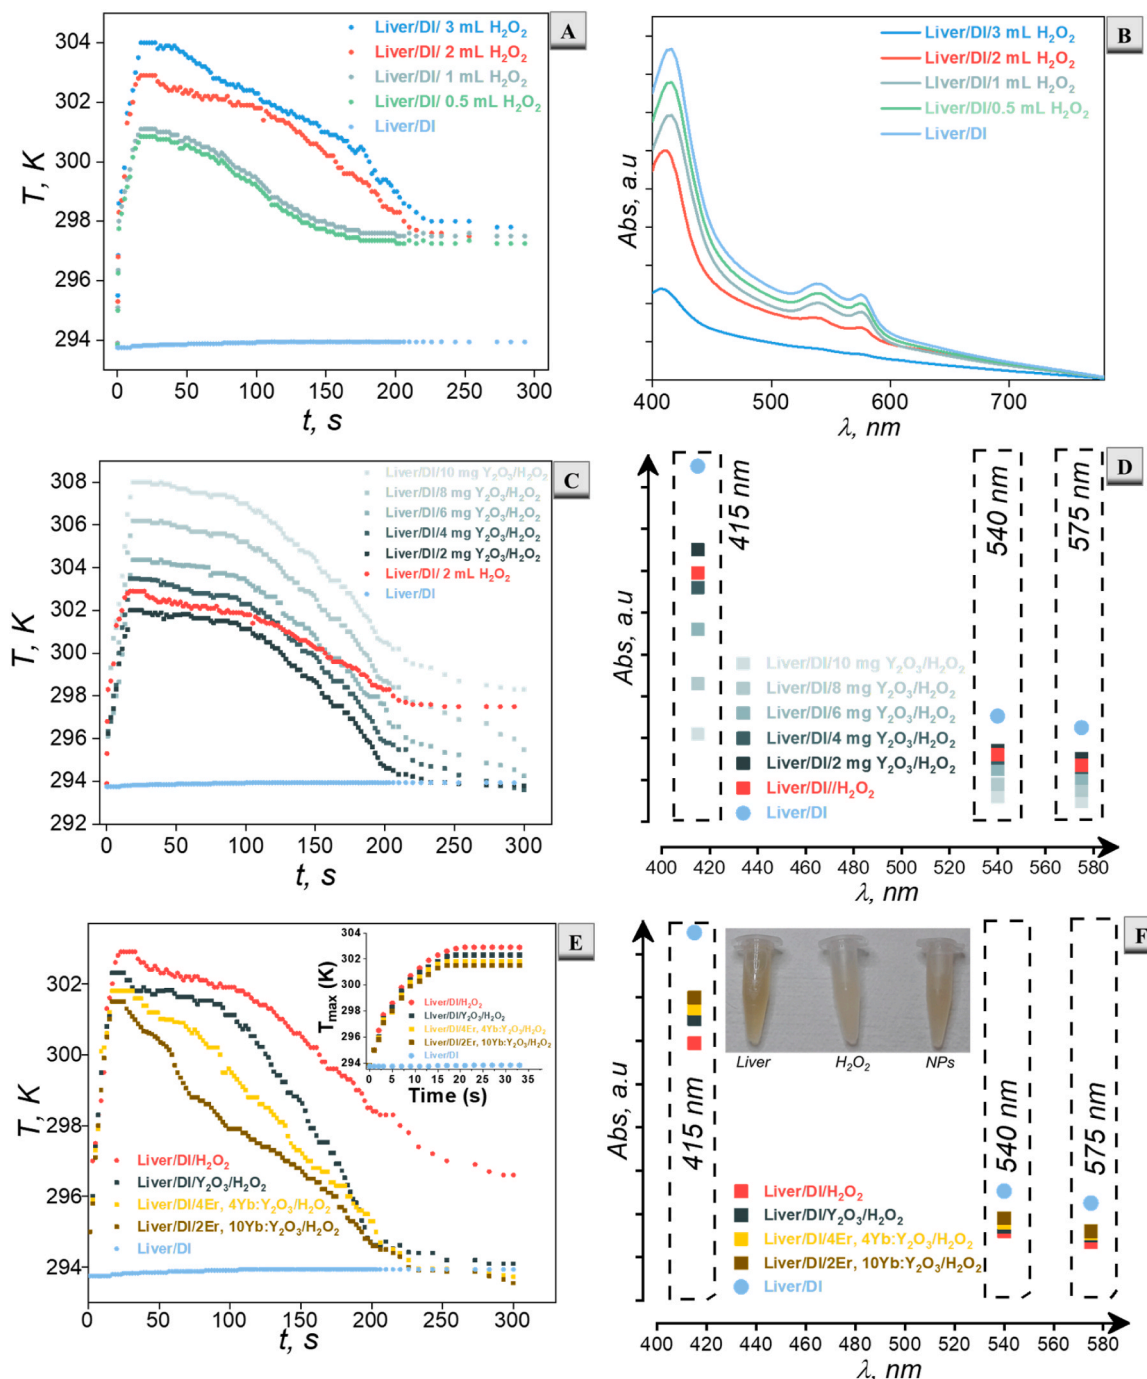 A
Liver/DI/ 3 mL H₂O₂
Liver/DI/ 2 mL H₂O₂
Liver/DI/ 1 mL H₂O₂
Liver/DI/ 0.5 mL H₂O₂
Liver/DI
T, K
304
302
300
298
296
294
0 50 100 150 200 250 300
t, s
B
Liver/DI/3 mL H₂O₂
Liver/DI/2 mL H₂O₂
Liver/DI/1 mL H₂O₂
Liver/DI/0.5 mL H₂O₂
Liver/DI
Abs, a.u
400 500 600 700
λ, nm
C
Liver/DI/10 mg Y₂O₃/H₂O₂
Liver/DI/8 mg Y₂O₃/H₂O₂
Liver/DI/6 mg Y₂O₃/H₂O₂
Liver/DI/4 mg Y₂O₃/H₂O₂
Liver/DI/2 mg Y₂O₃/H₂O₂
Liver/DI/ 2 mL H₂O₂
Liver/DI
T, K
308
306
304
302
300
298
296
294
292
0 50 100 150 200 250 300
t, s
D
415 nm
540 nm
575 nm
Abs, a.u
Liver/DI/10 mg Y₂O₃/H₂O₂
Liver/DI/8 mg Y₂O₃/H₂O₂
Liver/DI/6 mg Y₂O₃/H₂O₂
Liver/DI/4 mg Y₂O₃/H₂O₂
Liver/DI/2 mg Y₂O₃/H₂O₂
Liver/DI//H₂O₂
Liver/DI
400 420 440 460 480 500 520 540 560 580
λ, nm
E
T, K
302
300
298
296
294
Tmax (K)
304
302
300
298
296
294
Liver/DI/H₂O₂
Liver/DI/Y₂O₃/H₂O₂
Liver/DI/4Er, 4Yb:Y₂O₃/H₂O₂
Liver/DI/2Er, 10Yb:Y₂O₃/H₂O₂
Liver/DI
0 5 10 15 20 25 30 35
Time (s)
Liver/DI/H₂O₂
Liver/DI/Y₂O₃/H₂O₂
Liver/DI/4Er, 4Yb:Y₂O₃/H₂O₂
Liver/DI/2Er, 10Yb:Y₂O₃/H₂O₂
Liver/DI
0 50 100 150 200 250 300
t, s
F
Liver
H₂O₂
NPs
415 nm
540 nm
575 nm
Abs, a.u
Liver/DI/H₂O₂
Liver/DI/Y₂O₃/H₂O₂
Liver/DI/4Er, 4Yb:Y₂O₃/H₂O₂
Liver/DI/2Er, 10Yb:Y₂O₃/H₂O₂
Liver/DI
400 420 440 460 480 500 520 540 560 580
λ, nm